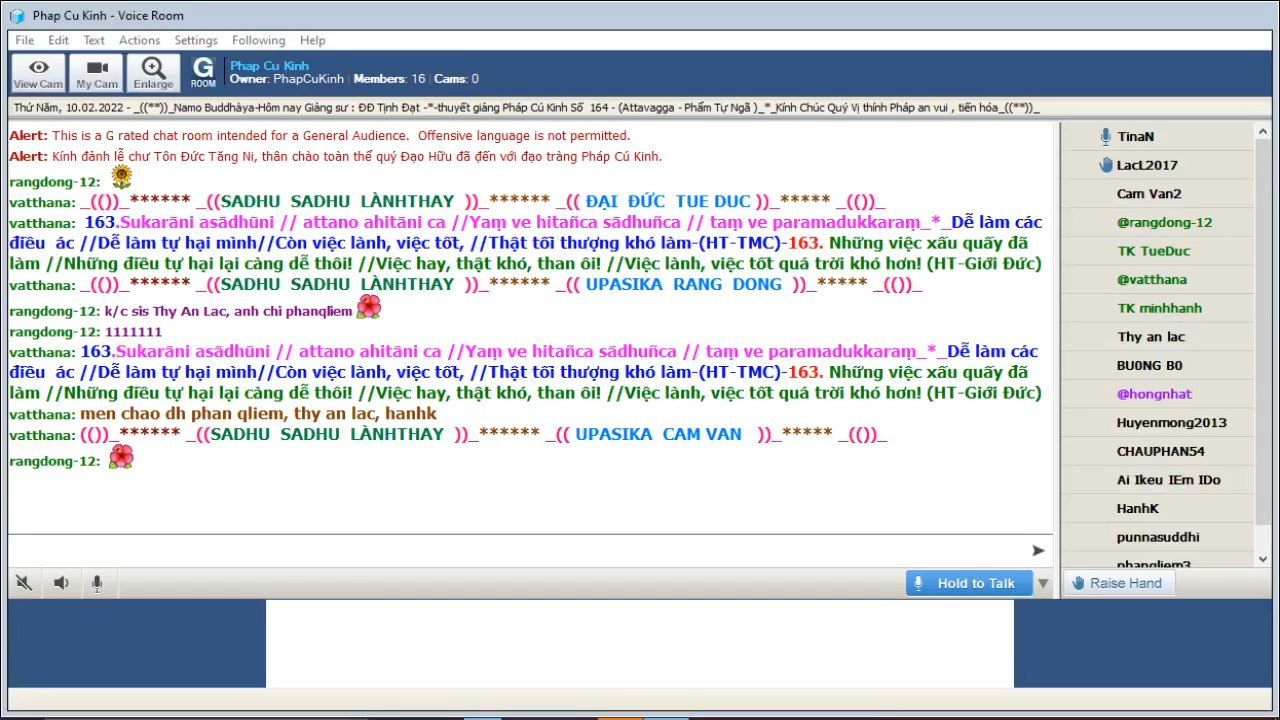 Phap Cu Kinh - Voice Room
File Edit Text Actions Settings Following Help
View Cam My Cam Enlarge G ROOM Phap Cu Kinh
Owner: PhapCuKinh | Members: 16 | Cams: 0
Thứ Năm, 10.02.2022 - _((**))_Namo Buddhàya-Hôm nay Giảng sư : ĐĐ Tịnh Đạt -*-thuyết giảng Pháp Cú Kinh Số 164 - (Attavagga - Phẩm Tự Ngã )_*_Kính Chúc Quý Vị thính Pháp an vui , tiến hóa_((**))_
Alert: This is a G rated chat room intended for a General Audience. Offensive language is not permitted.
Alert: Kính đảnh lễ chư Tôn Đức Tăng Ni, thân chào toàn thể quý Đạo Hữu đã đến với đạo tràng Pháp Cú Kinh.
rangdong-12:
vatthana: _(())_****** _((SADHU SADHU LÀNHTHAY ))_****** _(( ĐẠI ĐỨC TUE DUC ))_***** _(())_
vatthana: 163.Sukarāni asādhūni // attano ahitāni ca //Yaṃ ve hitañca sādhuñca // taṃ ve paramadukkaraṃ_*_Dễ làm các
điều ác //Dễ làm tự hại mình//Còn việc lành, việc tốt, //Thật tối thượng khó làm-(HT-TMC)-163. Những việc xấu quấy đã
làm //Những điều tự hại lại càng dễ thôi! //Việc hay, thật khó, than ôi! //Việc lành, việc tốt quá trời khó hơn! (HT-Giới Đức)
vatthana: _(())_****** _((SADHU SADHU LÀNHTHAY ))_****** _(( UPASIKA RANG DONG ))_***** _(())_
rangdong-12: k/c sis Thy An Lac, anh chi phanqliem
rangdong-12: 1111111
vatthana: 163.Sukarāni asādhūni // attano ahitāni ca //Yaṃ ve hitañca sādhuñca // taṃ ve paramadukkaraṃ_*_Dễ làm các
điều ác //Dễ làm tự hại mình//Còn việc lành, việc tốt, //Thật tối thượng khó làm-(HT-TMC)-163. Những việc xấu quấy đã
làm //Những điều tự hại lại càng dễ thôi! //Việc hay, thật khó, than ôi! //Việc lành, việc tốt quá trời khó hơn! (HT-Giới Đức)
vatthana: men chao dh phan qliem, thy an lac, hanhk
vatthana: (())_****** _((SADHU SADHU LÀNHTHAY ))_****** _(( UPASIKA CAM VAN ))_***** _(())_
rangdong-12:
TinaN
LacL2017
Cam Van2
@rangdong-12
TK TueDuc
@vatthana
TK minhhanh
Thy an lac
BU0NG B0
@hongnhat
Huyenmong2013
CHAUPHAN54
Ai Ikeu IEm IDo
HanhK
punnasuddhi
phangliem3
Hold to Talk
Raise Hand